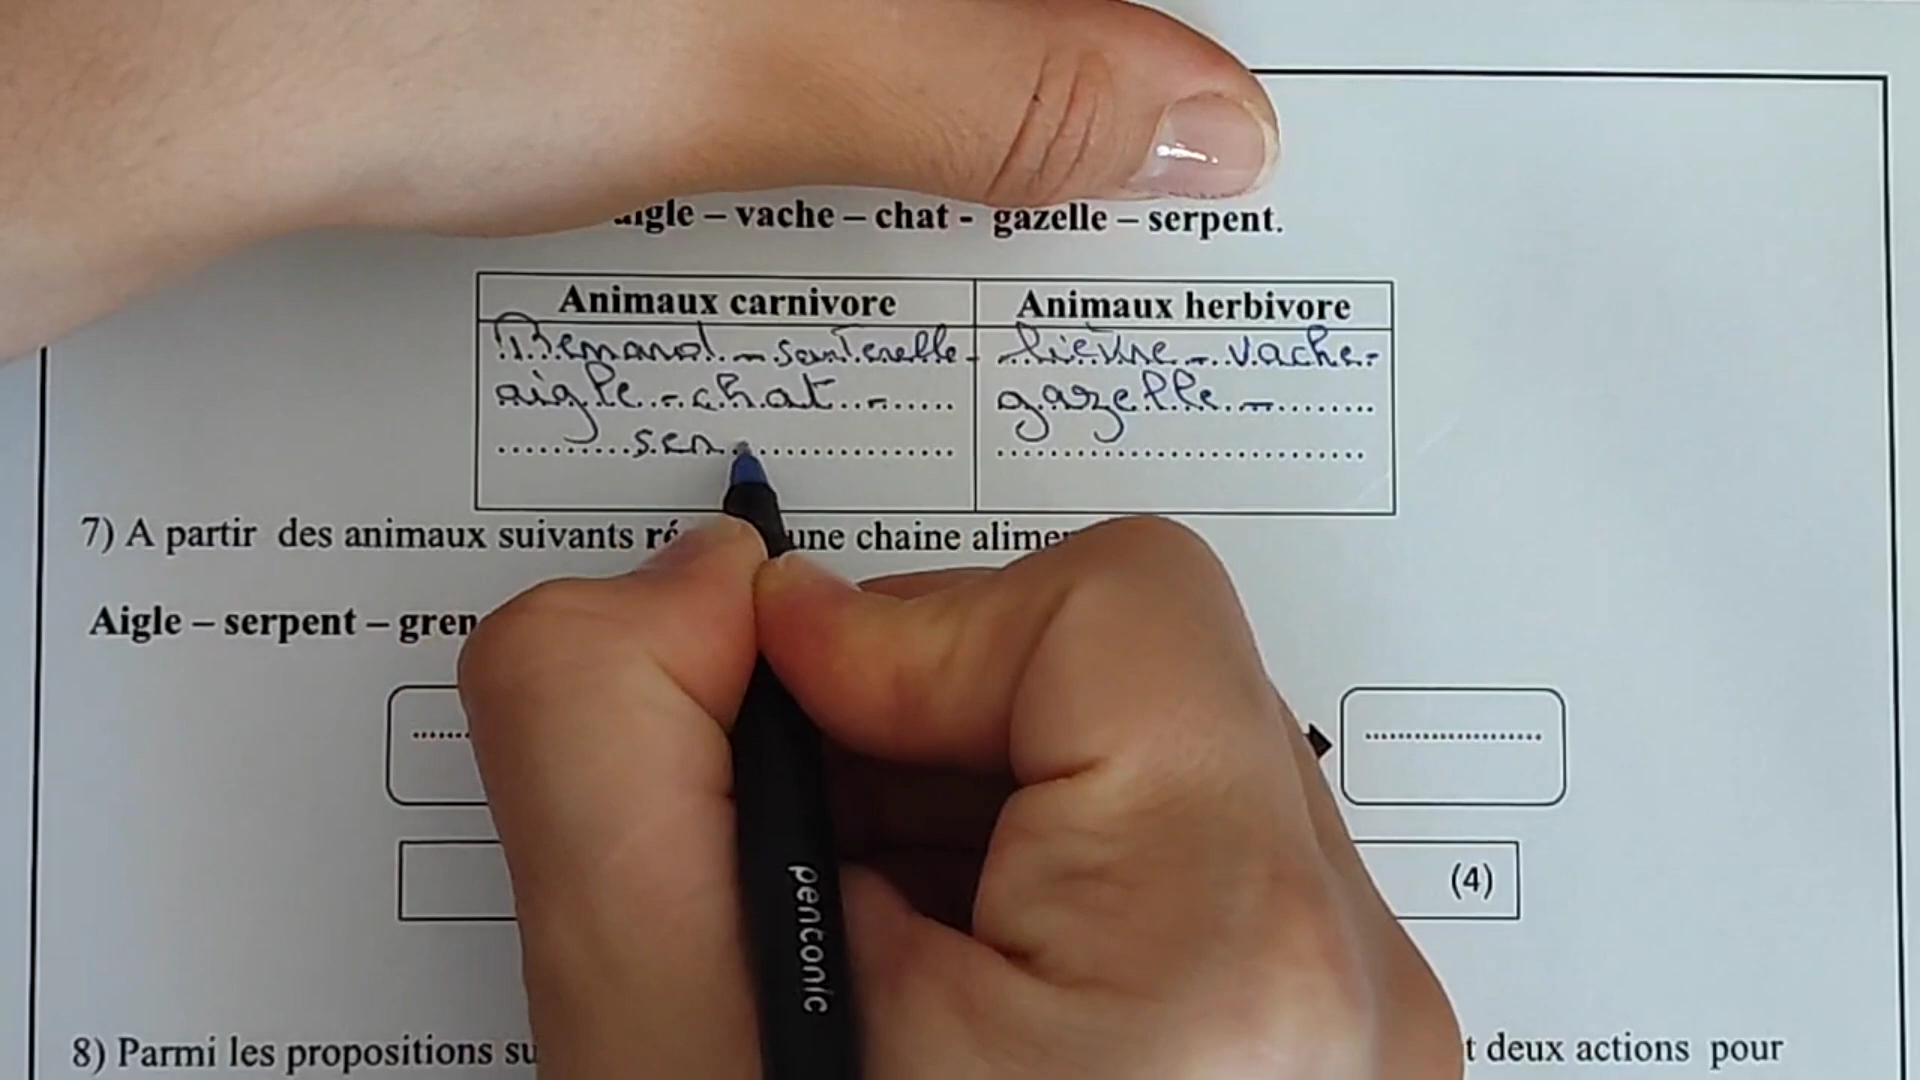 aigle – vache – chat - gazelle – serpent.
Animaux carnivore
Animaux herbivore
Renard - sauterelle -
lièvre - vache -
aigle - chat -
gazelle -
ser
7) A partir des animaux suivants ré une chaine alime
Aigle – serpent – gren
(4)
pentonic
8) Parmi les propositions su t deux actions pour